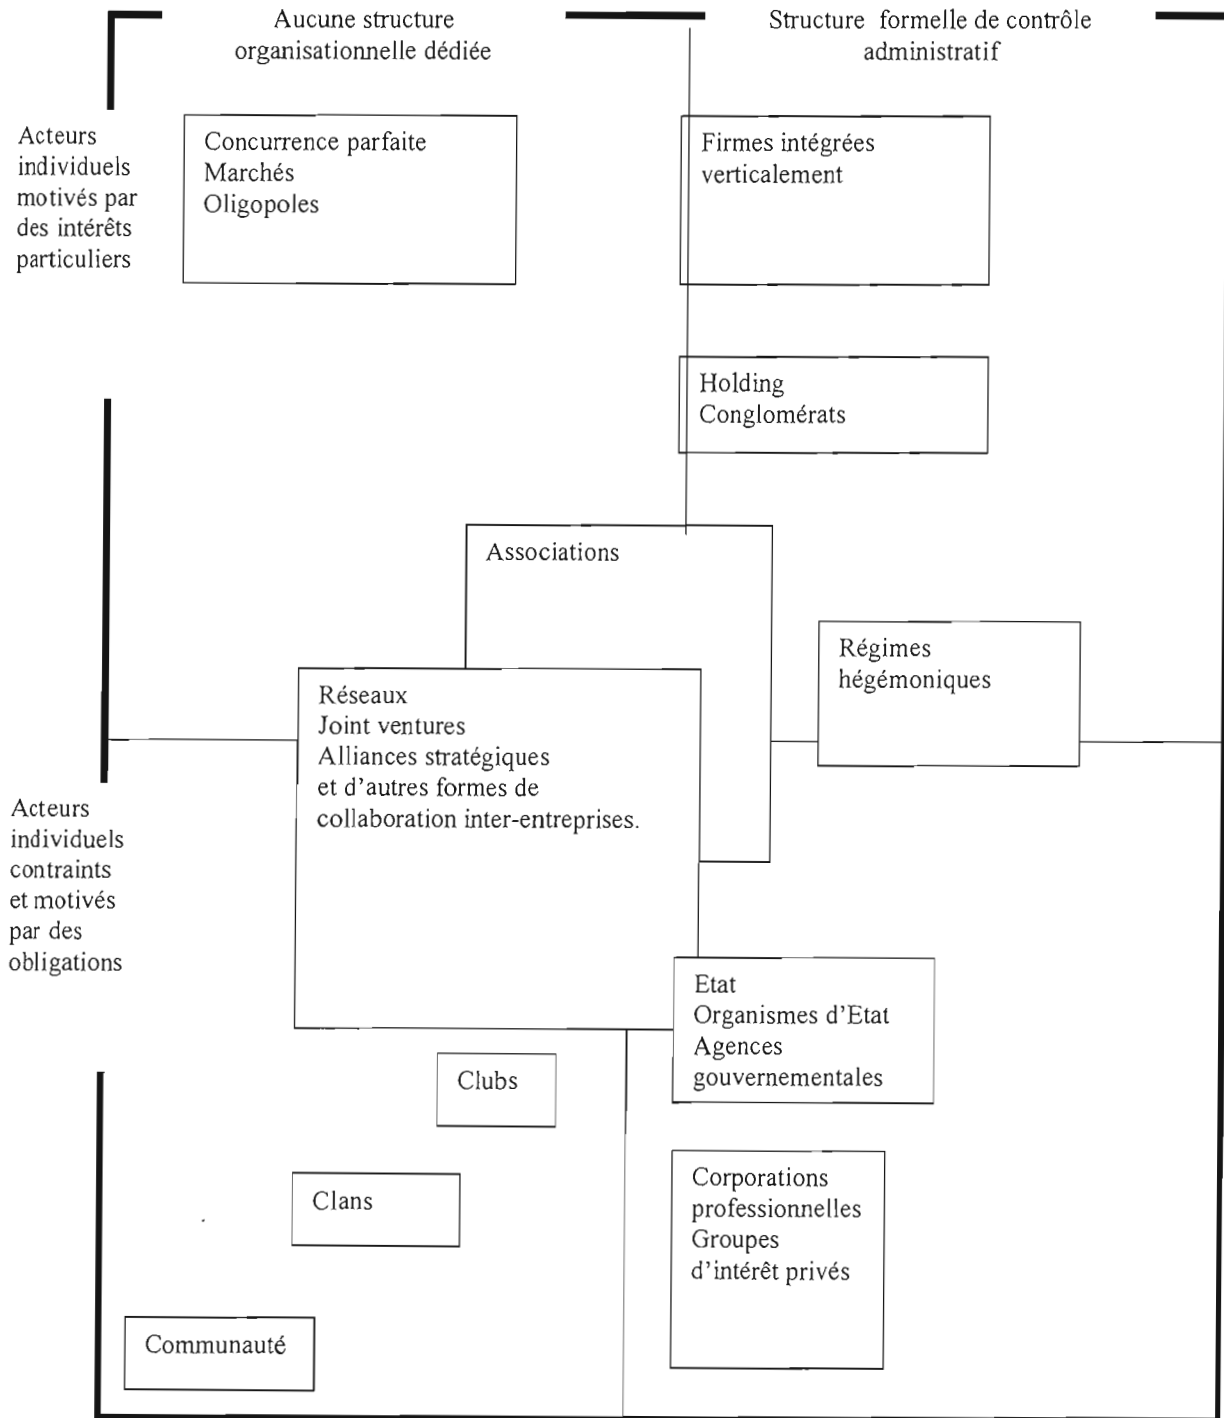 Aucune structure
organisationnelle dédiée
Structure formelle de contrôle
administratif
Acteurs
individuels
motivés par
des intérêts
particuliers
Concurrence parfaite
Marchés
Oligopoles
Firmes intégrées
verticalement
Holding
Conglomérats
Associations
Régimes
hégémoniques
Réseaux
Joint ventures
Alliances stratégiques
et d'autres formes de
collaboration inter-entreprises.
Acteurs
individuels
contraints
et motivés
par des
obligations
Etat
Organismes d'Etat
Agences
gouvernementales
Clubs
Clans
Corporations
professionnelles
Groupes
d'intérêt privés
Communauté